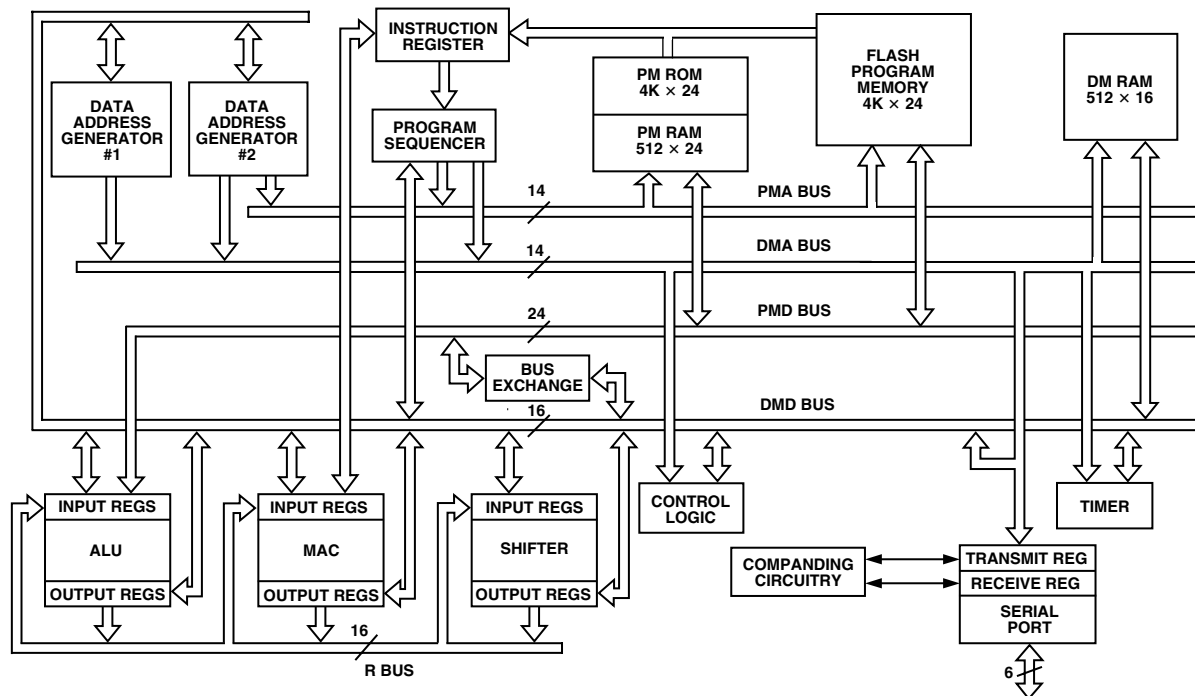 INSTRUCTION
REGISTER
FLASH
PROGRAM
MEMORY
4K × 24
PM ROM
4K × 24
DM RAM
512 × 16
DATA
ADDRESS
GENERATOR
#1
DATA
ADDRESS
GENERATOR
#2
PROGRAM
SEQUENCER
PM RAM
512 × 24
14
PMA BUS
14
DMA BUS
24
PMD BUS
BUS
EXCHANGE
16
DMD BUS
INPUT REGS
ALU
OUTPUT REGS
INPUT REGS
MAC
OUTPUT REGS
INPUT REGS
SHIFTER
OUTPUT REGS
CONTROL
LOGIC
TIMER
COMPANDING
CIRCUITRY
TRANSMIT REG
RECEIVE REG
SERIAL
PORT
16
R BUS
6